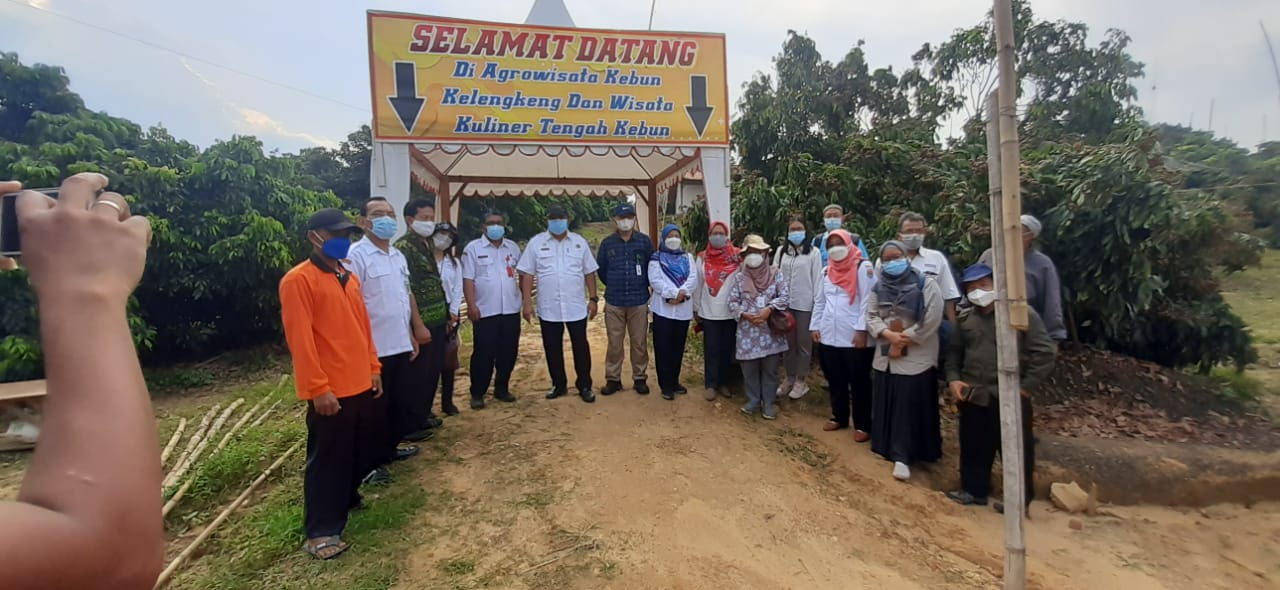 SELAMAT DATANG
Di Agrowisata Kebun
Kelengkeng Dan Wisata
Kuliner Tengah Kebun